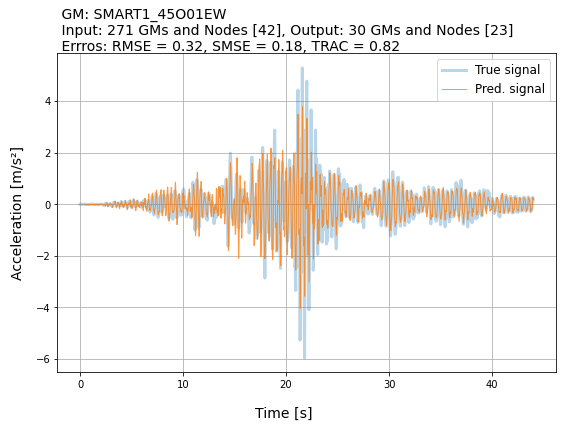 GM: SMART1_45O01EW
Input: 271 GMs and Nodes [42], Output: 30 GMs and Nodes [23]
Errros: RMSE = 0.32, SMSE = 0.18, TRAC = 0.82
True signal
Pred. signal
Acceleration [m/s²]
4
2
0
−2
−4
−6
0 10 20 30 40
Time [s]